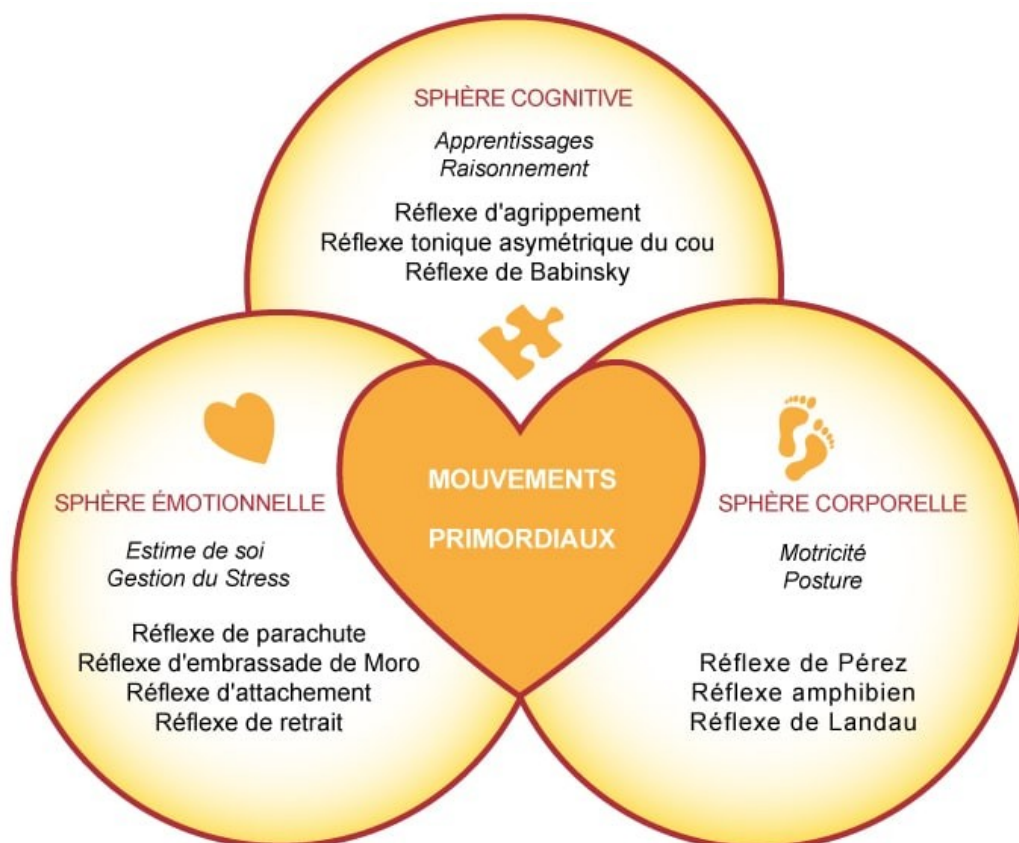 SPHÈRE COGNITIVE
Apprentissages
Raisonnement
Réflexe d'agrippement
Réflexe tonique asymétrique du cou
Réflexe de Babinsky
MOUVEMENTS
PRIMORDIAUX
SPHÈRE ÉMOTIONNELLE
Estime de soi
Gestion du Stress
Réflexe de parachute
Réflexe d'embrassade de Moro
Réflexe d'attachement
Réflexe de retrait
SPHÈRE CORPORELLE
Motricité
Posture
Réflexe de Pérez
Réflexe amphibien
Réflexe de Landau